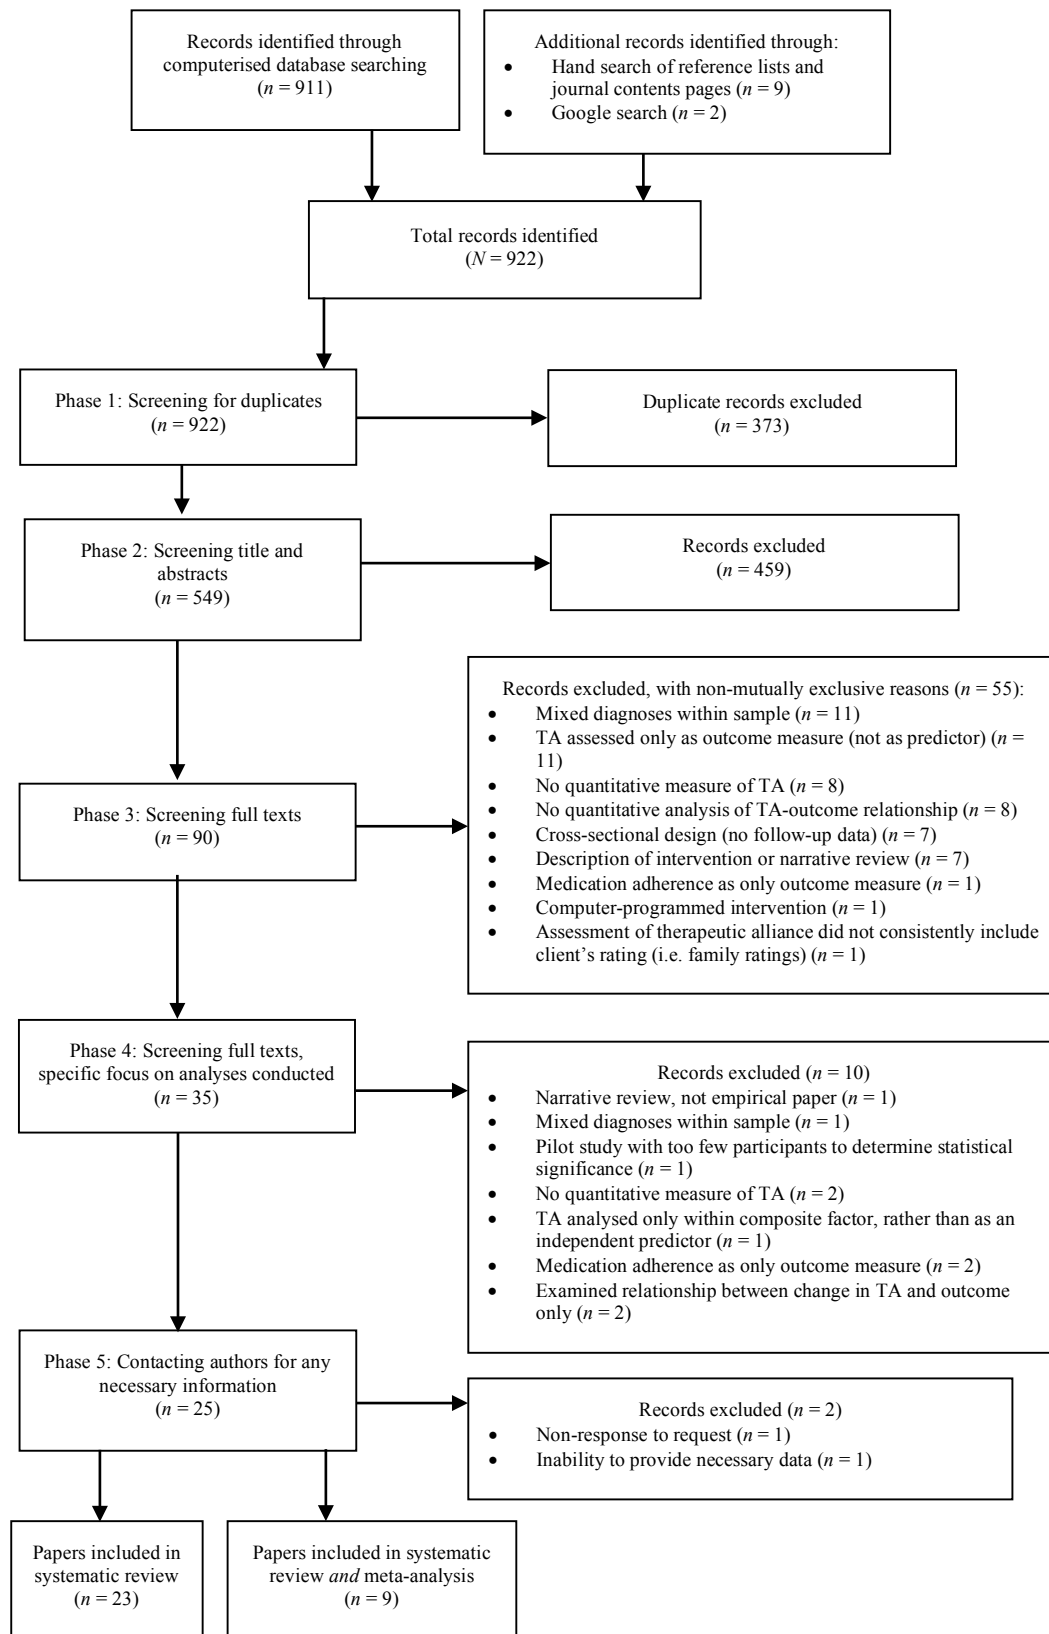 Records identified through
computerised database searching
(n = 911)
Additional records identified through:
• Hand search of reference lists and
journal contents pages (n = 9)
• Google search (n = 2)
Total records identified
(N = 922)
Phase 1: Screening for duplicates
(n = 922)
Duplicate records excluded
(n = 373)
Phase 2: Screening title and
abstracts
(n = 549)
Records excluded
(n = 459)
Phase 3: Screening full texts
(n = 90)
Records excluded, with non-mutually exclusive reasons (n = 55):
• Mixed diagnoses within sample (n = 11)
• TA assessed only as outcome measure (not as predictor) (n =
11)
• No quantitative measure of TA (n = 8)
• No quantitative analysis of TA-outcome relationship (n = 8)
• Cross-sectional design (no follow-up data) (n = 7)
• Description of intervention or narrative review (n = 7)
• Medication adherence as only outcome measure (n = 1)
• Computer-programmed intervention (n = 1)
• Assessment of therapeutic alliance did not consistently include
client's rating (i.e. family ratings) (n = 1)
Phase 4: Screening full texts,
specific focus on analyses conducted
(n = 35)
Records excluded (n = 10)
• Narrative review, not empirical paper (n = 1)
• Mixed diagnoses within sample (n = 1)
• Pilot study with too few participants to determine statistical
significance (n = 1)
• No quantitative measure of TA (n = 2)
• TA analysed only within composite factor, rather than as an
independent predictor (n = 1)
• Medication adherence as only outcome measure (n = 2)
• Examined relationship between change in TA and outcome
only (n = 2)
Phase 5: Contacting authors for any
necessary information
(n = 25)
Records excluded (n = 2)
• Non-response to request (n = 1)
• Inability to provide necessary data (n = 1)
Papers included in
systematic review
(n = 23)
Papers included in systematic
review and meta-analysis
(n = 9)